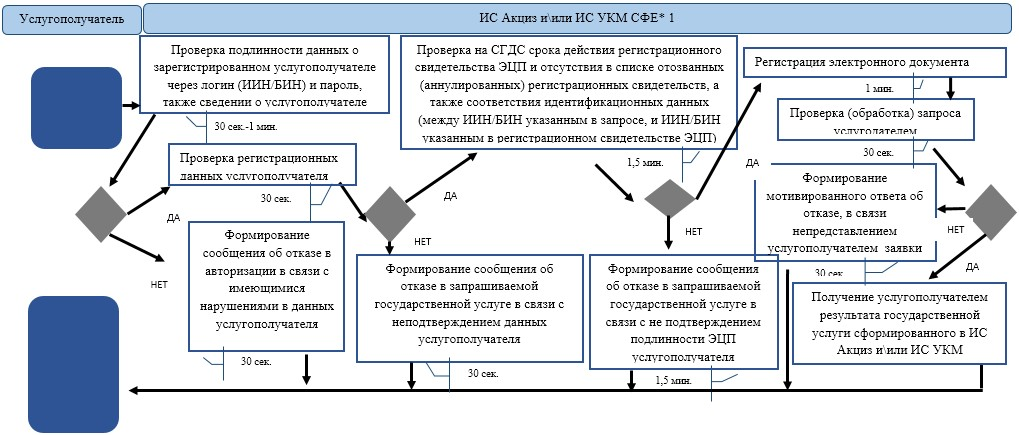 Услугополучатель
ИС Акциз и\или ИС УКМ СФЕ* 1
Проверка подлинности данных о
зарегистрированном услугополучателе
через логин (ИИН/БИН) и пароль,
также сведении о услугополучателе
30 сек.-1 мин.
Проверка регистрационных
данных услугополучателя
30 сек.
ДА
НЕТ
Формирование
сообщения об отказе в
авторизации в связи с
имеющимися
нарушениями в данных
услугополучателя
30 сек.
Проверка на СГДС срока действия регистрационного
свидетельства ЭЦП и отсутствия в списке отозванных
(аннулированных) регистрационных свидетельств, а
также соответствия идентификационных данных
(между ИИН/БИН указанным в запросе, и ИИН/БИН
указанным в регистрационном свидетельстве ЭЦП)
1,5 мин.
ДА
НЕТ
Формирование сообщения об
отказе в запрашиваемой
государственной услуге в связи с
неподтверждением данных
услугополучателя
30 сек.
ДА
НЕТ
Формирование сообщения
об отказе в запрашиваемой
государственной услуге в
связи с не подтверждением
подлинности ЭЦП
услугополучателя
1,5 мин.
Регистрация электронного документа
1 мин.
Проверка (обработка) запроса
услугодателем
30 сек.
Формирование
мотивированного ответа об
отказе, в связи
непредставлением
услугополучателем заявки
30 сек.
НЕТ
ДА
Получение услугополучателем
результата государственной
услуги сформированного в ИС
Акциз и\или ИС УКМ